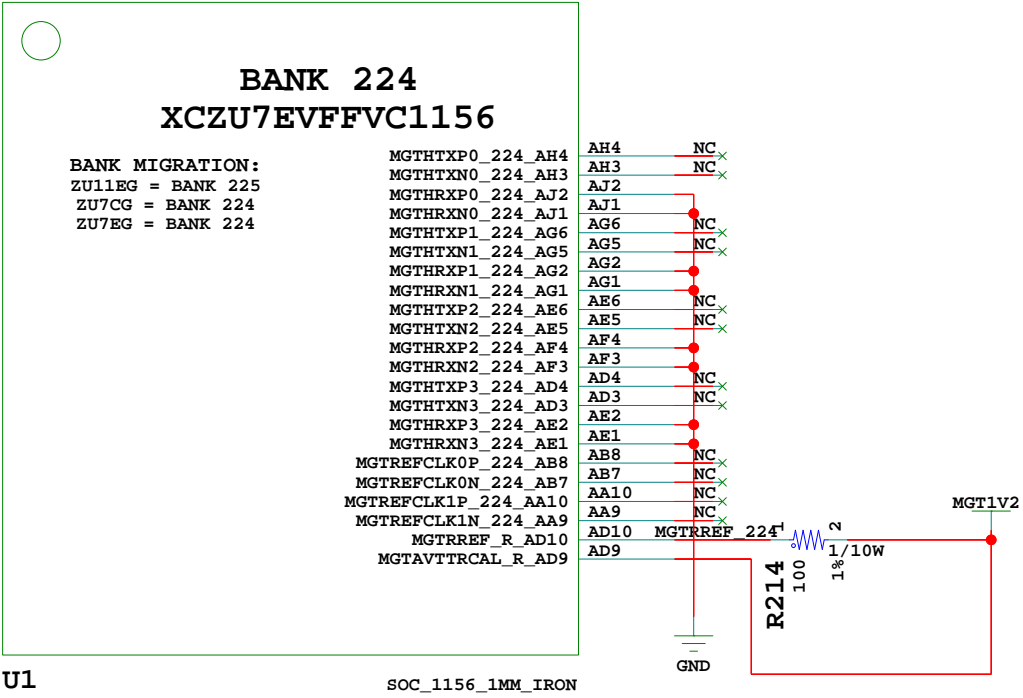 BANK 224
XCZU7EVFFVC1156
BANK MIGRATION:
ZU11EG = BANK 225
ZU7CG = BANK 224
ZU7EG = BANK 224
MGTHTXP0_224_AH4 AH4 NC
MGTHTXN0_224_AH3 AH3 NC
MGTHRXP0_224_AJ2 AJ2
MGTHRXN0_224_AJ1 AJ1
MGTHTXP1_224_AG6 AG6 NC
MGTHTXN1_224_AG5 AG5 NC
MGTHRXP1_224_AG2 AG2
MGTHRXN1_224_AG1 AG1
MGTHTXP2_224_AE6 AE6 NC
MGTHTXN2_224_AE5 AE5 NC
MGTHRXP2_224_AF4 AF4
MGTHRXN2_224_AF3 AF3
MGTHTXP3_224_AD4 AD4 NC
MGTHTXN3_224_AD3 AD3 NC
MGTHRXP3_224_AE2 AE2
MGTHRXN3_224_AE1 AE1
MGTREFCLK0P_224_AB8 AB8 NC
MGTREFCLK0N_224_AB7 AB7 NC
MGTREFCLK1P_224_AA10 AA10 NC
MGTREFCLK1N_224_AA9 AA9 NC
MGTRREF_R_AD10 AD10 MGTRREF_224 1 2
MGTAVTTRCAL_R_AD9 AD9
MGT1V2
R214
100
1/10W
1%
GND
U1
SOC_1156_1MM_IRON